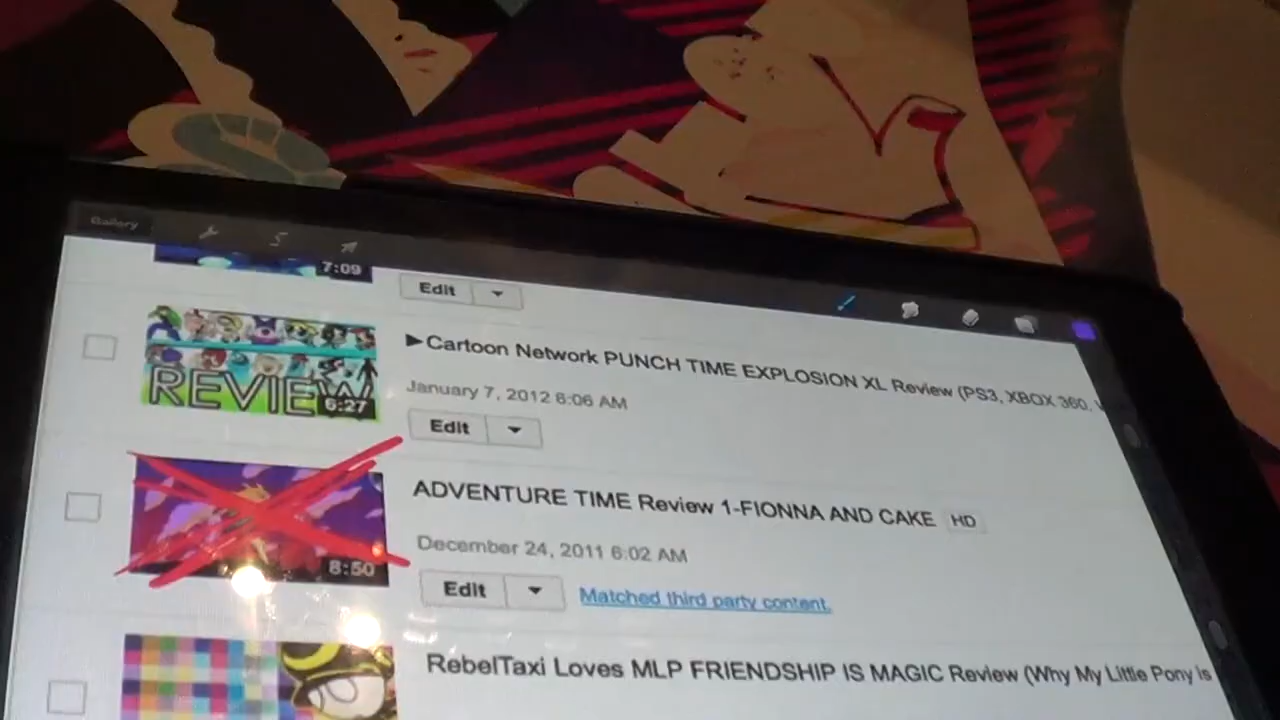 Gallery
7:09
Edit
REVIEW
6:27
►Cartoon Network PUNCH TIME EXPLOSION XL Review (PS3, XBOX 360,
January 7, 2012 6:06 AM
Edit
8:50
ADVENTURE TIME Review 1-FIONNA AND CAKE HD
December 24, 2011 6:02 AM
Edit
Matched third party content.
RebelTaxi Loves MLP FRIENDSHIP IS MAGIC Review (Why My Little Pony is